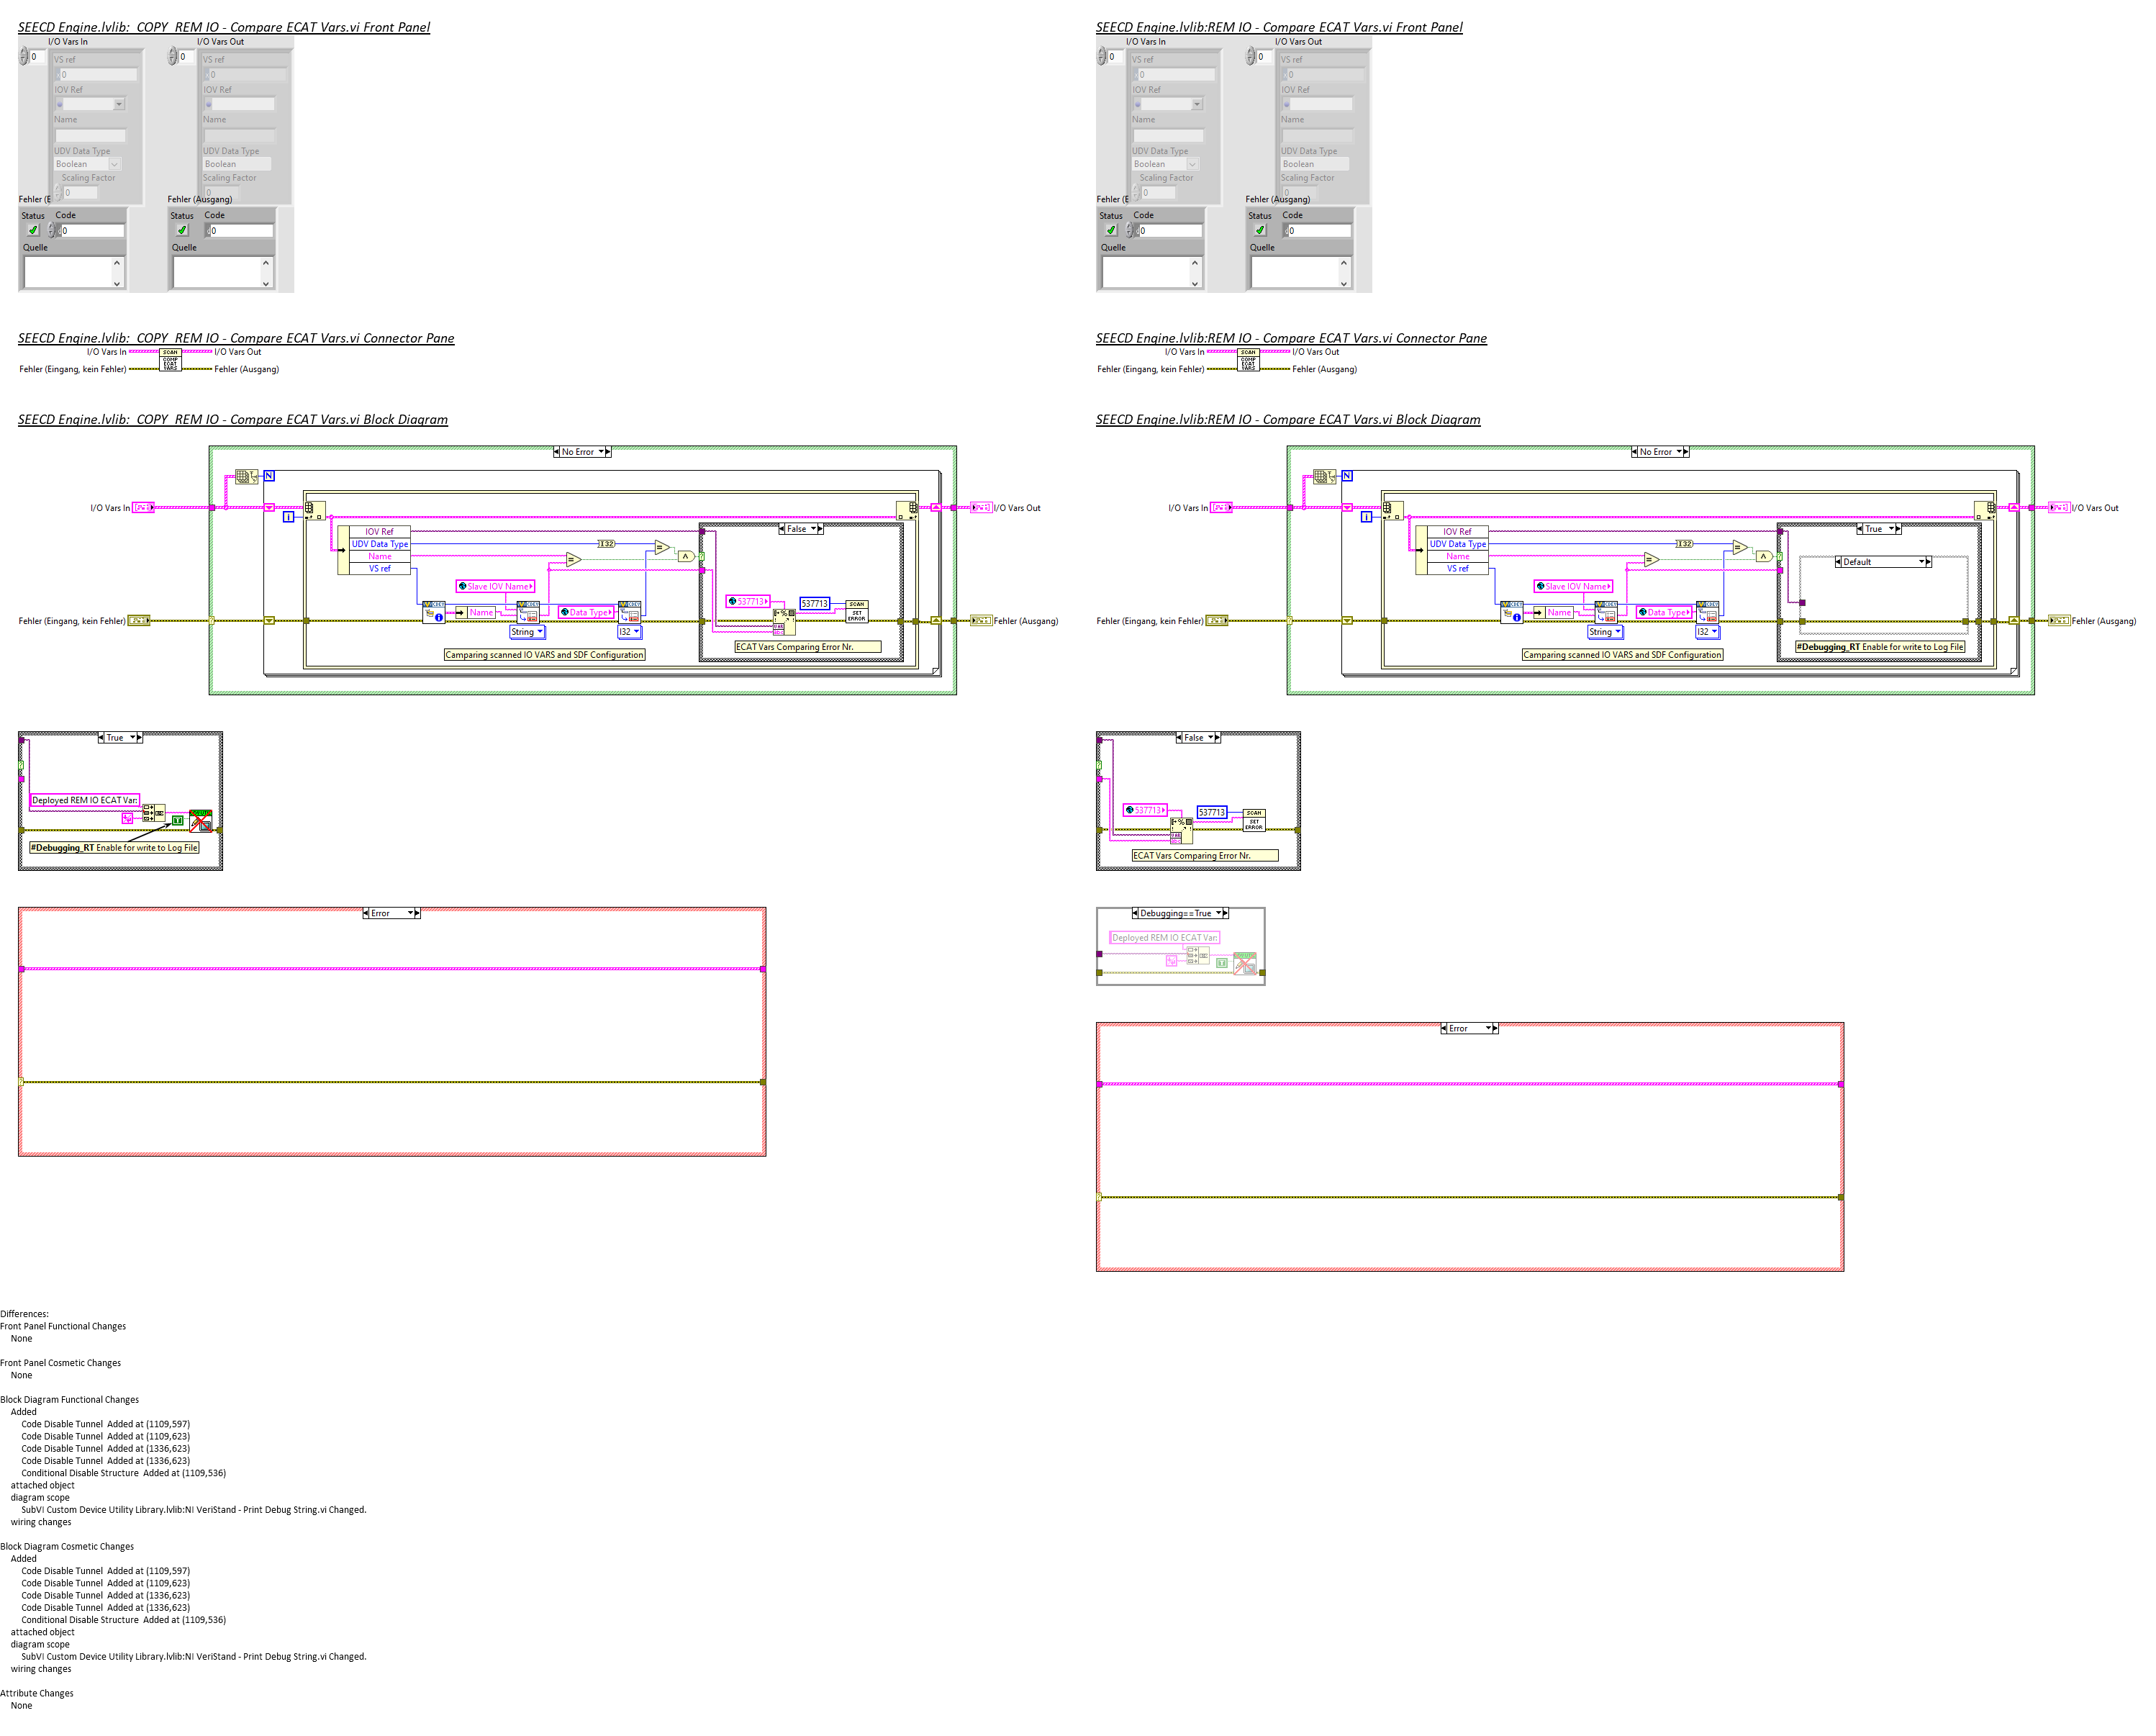 SEECD Engine.lvlib:  COPY  REM IO - Compare ECAT Vars.vi Front Panel
I/O Vars In
I/O Vars Out
0
0
VS ref
VS ref
0
0
IOV Ref
IOV Ref
Name
Name
UDV Data Type
UDV Data Type
Boolean
Boolean
Scaling Factor
Scaling Factor
0
0
Fehler (E
Fehler (Ausgang)
Status Code
Status Code
0
0
Quelle
Quelle
SEECD Engine.lvlib:  COPY  REM IO - Compare ECAT Vars.vi Connector Pane
I/O Vars In
I/O Vars Out
SCAN
COMP
ECAT
VARS
Fehler (Eingang, kein Fehler)
Fehler (Ausgang)
SEECD Engine.lvlib:  COPY  REM IO - Compare ECAT Vars.vi Block Diagram
No Error
N
I/O Vars In
I/O Vars Out
i
IOV Ref
UDV Data Type
Name
VS ref
I32
False
Slave IOV Name
Name
Data Type
String
I32
537713
537713
SCAN
SET
ERROR
Fehler (Eingang, kein Fehler)
Fehler (Ausgang)
Camparing scanned IO VARS and SDF Configuration
ECAT Vars Comparing Error Nr.
True
Deployed REM IO ECAT Var:
#Debugging_RT Enable for write to Log File
Error
SEECD Engine.lvlib:REM IO - Compare ECAT Vars.vi Front Panel
I/O Vars In
I/O Vars Out
0
0
VS ref
VS ref
0
0
IOV Ref
IOV Ref
Name
Name
UDV Data Type
UDV Data Type
Boolean
Boolean
Scaling Factor
Scaling Factor
0
0
Fehler (E
Fehler (Ausgang)
Status Code
Status Code
0
0
Quelle
Quelle
SEECD Engine.lvlib:REM IO - Compare ECAT Vars.vi Connector Pane
I/O Vars In
I/O Vars Out
SCAN
COMP
ECAT
VARS
Fehler (Eingang, kein Fehler)
Fehler (Ausgang)
SEECD Engine.lvlib:REM IO - Compare ECAT Vars.vi Block Diagram
No Error
N
I/O Vars In
I/O Vars Out
i
IOV Ref
UDV Data Type
Name
VS ref
I32
True
Default
Slave IOV Name
Name
Data Type
String
I32
Fehler (Eingang, kein Fehler)
Fehler (Ausgang)
Camparing scanned IO VARS and SDF Configuration
#Debugging_RT Enable for write to Log File
False
537713
537713
SCAN
SET
ERROR
ECAT Vars Comparing Error Nr.
Debugging==True
Deployed REM IO ECAT Var:
Error
Differences:
Front Panel Functional Changes
None
Front Panel Cosmetic Changes
None
Block Diagram Functional Changes
Added
Code Disable Tunnel  Added at (1109,597)
Code Disable Tunnel  Added at (1109,623)
Code Disable Tunnel  Added at (1336,623)
Code Disable Tunnel  Added at (1336,623)
Conditional Disable Structure  Added at (1109,536)
attached object
diagram scope
SubVI Custom Device Utility Library.lvlib:NI VeriStand - Print Debug String.vi Changed.
wiring changes
Block Diagram Cosmetic Changes
Added
Code Disable Tunnel  Added at (1109,597)
Code Disable Tunnel  Added at (1109,623)
Code Disable Tunnel  Added at (1336,623)
Code Disable Tunnel  Added at (1336,623)
Conditional Disable Structure  Added at (1109,536)
attached object
diagram scope
SubVI Custom Device Utility Library.lvlib:NI VeriStand - Print Debug String.vi Changed.
wiring changes
Attribute Changes
None